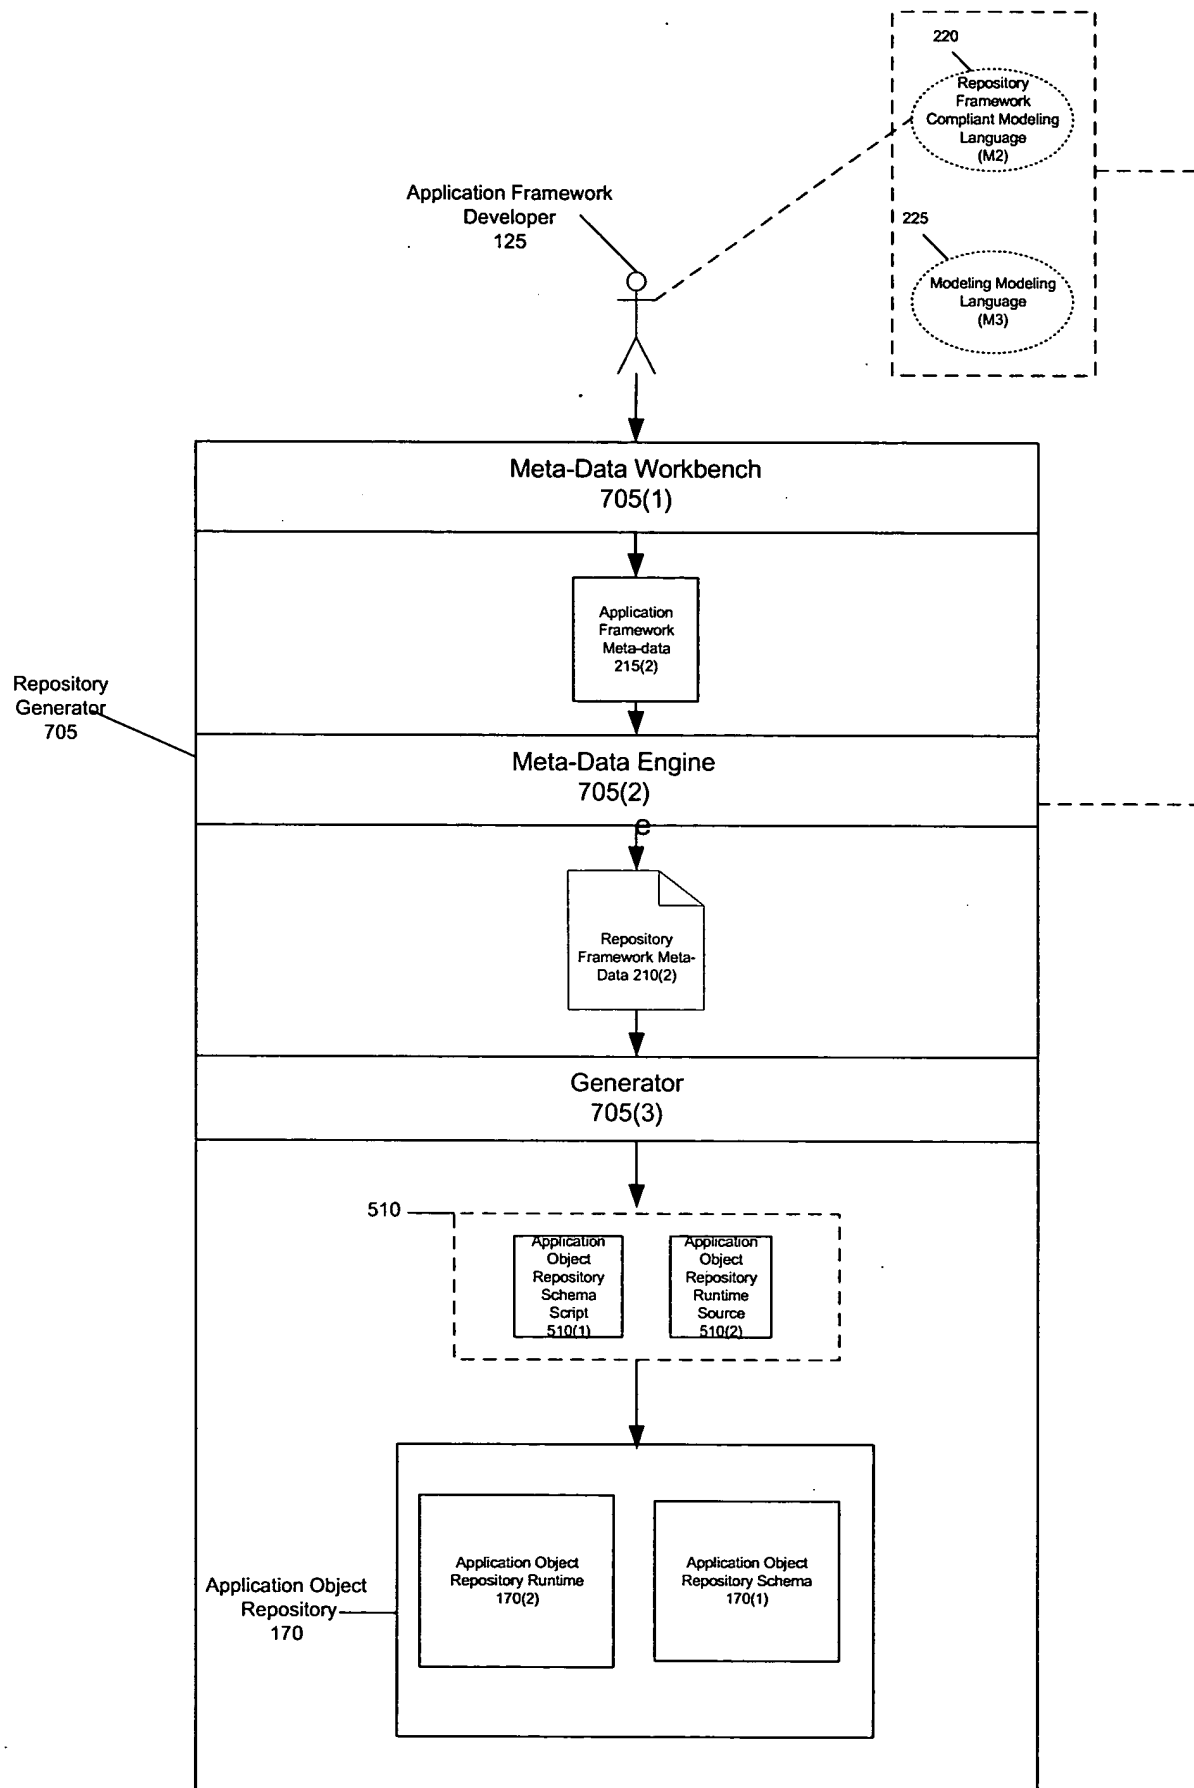 220
Repository
Framework
Compliant Modeling
Language
(M2)
Application Framework
Developer
125
225
Modeling Modeling
Language
(M3)
Meta-Data Workbench
705(1)
Application
Framework
Meta-data
215(2)
Repository
Generator
705
Meta-Data Engine
705(2)
e
Repository
Framework Meta-
Data 210(2)
Generator
705(3)
510
Application
Object
Repository
Schema
Script
510(1)
Application
Object
Repository
Runtime
Source
510(2)
Application Object
Repository Runtime
170(2)
Application Object
Repository Schema
170(1)
Application Object
Repository
170